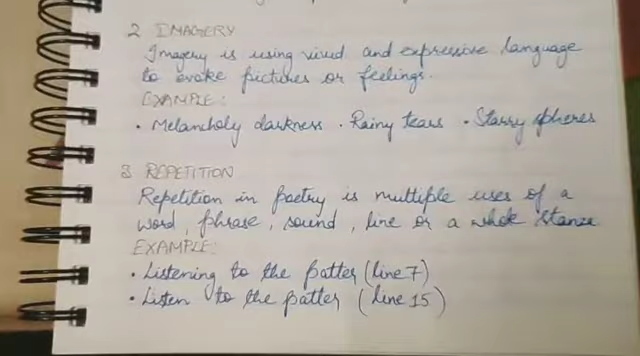 2 IMAGERY
Imagery is using vivid and expressive language
to evoke pictures or feelings.
EXAMPLE:
• Melancholy darkness • Rainy tears • Starry spheres
3 REPETITION
Repetition in poetry is multiple uses of a
word, phrase, sound, line or a whole stanza
EXAMPLE:
• Listening to the patter (line 7)
• Listen to the patter (line 15)